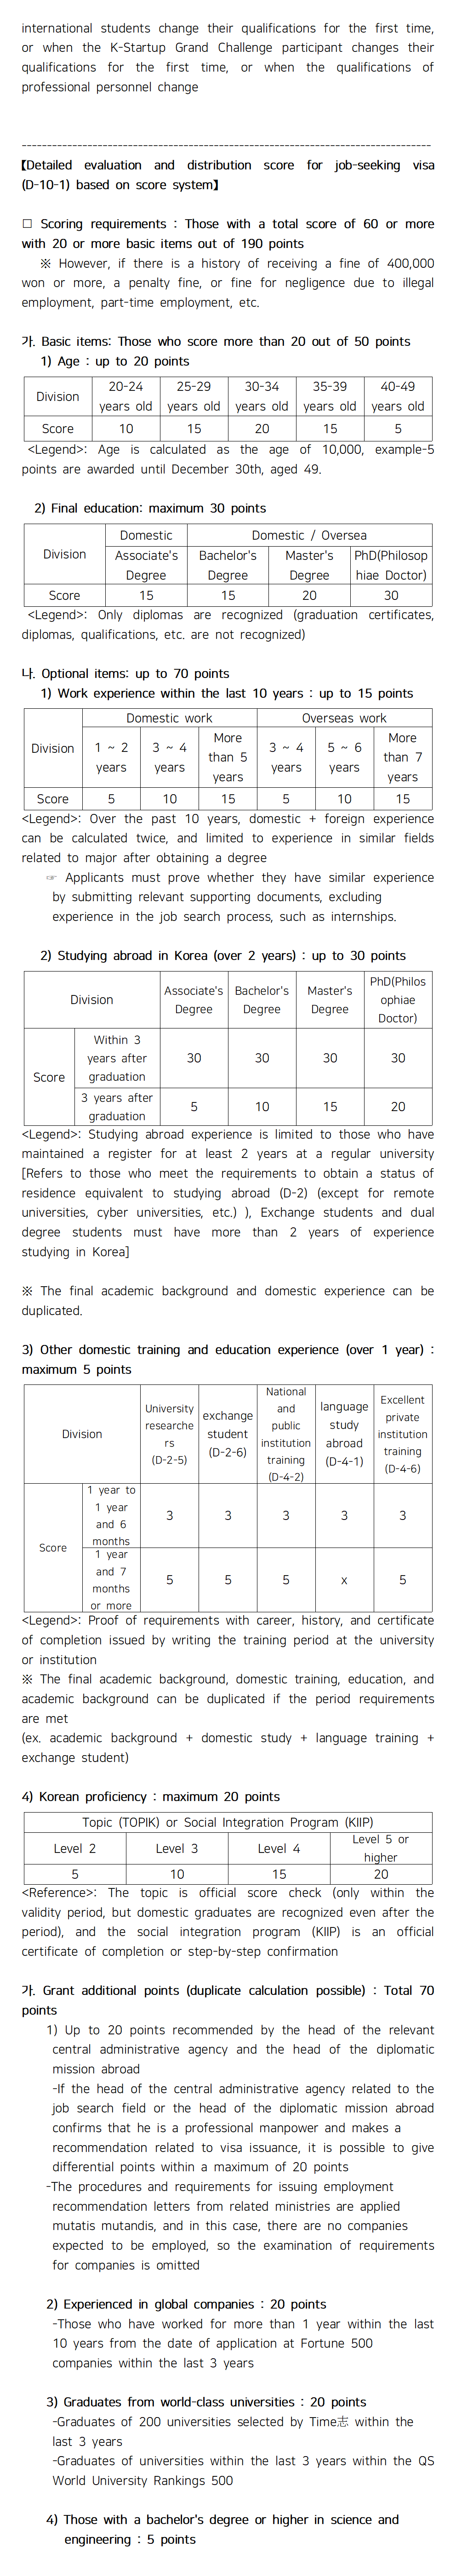 international students change their qualifications for the first time,
or when the K-Startup Grand Challenge participant changes their
qualifications for the first time, or when the qualifications of
professional personnel change
--------------------------------------------------------------------------------
【Detailed evaluation and distribution score for job-seeking visa
(D-10-1) based on score system】
□ Scoring requirements : Those with a total score of 60 or more
with 20 or more basic items out of 190 points
※ However, if there is a history of receiving a fine of 400,000
won or more, a penalty fine, or fine for negligence due to illegal
employment, part-time employment, etc.
가. Basic items: Those who score more than 20 out of 50 points
1) Age : up to 20 points
Division 20-24 years old 25-29 years old 30-34 years old 35-39 years old 40-49 years old
Score 10 15 20 15 5
<Legend>: Age is calculated as the age of 10,000, example-5
points are awarded until December 30th, aged 49.
2) Final education: maximum 30 points
Division Domestic Domestic / Oversea
Associate's Degree Bachelor's Degree Master's Degree PhD(Philosop hiae Doctor)
Score 15 15 20 30
<Legend>: Only diplomas are recognized (graduation certificates,
diplomas, qualifications, etc. are not recognized)
나. Optional items: up to 70 points
1) Work experience within the last 10 years : up to 15 points
Division Domestic work Overseas work
1 ~ 2 years 3 ~ 4 years More than 5 years 3 ~ 4 years 5 ~ 6 years More than 7 years
Score 5 10 15 5 10 15
<Legend>: Over the past 10 years, domestic + foreign experience
can be calculated twice, and limited to experience in similar fields
related to major after obtaining a degree
☞ Applicants must prove whether they have similar experience
by submitting relevant supporting documents, excluding
experience in the job search process, such as internships.
2) Studying abroad in Korea (over 2 years) : up to 30 points
Division Associate's Degree Bachelor's Degree Master's Degree PhD(Philos ophiae Doctor)
Score Within 3 years after graduation 30 30 30 30
3 years after graduation 5 10 15 20
<Legend>: Studying abroad experience is limited to those who have
maintained a register for at least 2 years at a regular university
[Refers to those who meet the requirements to obtain a status of
residence equivalent to studying abroad (D-2) (except for remote
universities, cyber universities, etc.) ), Exchange students and dual
degree students must have more than 2 years of experience
studying in Korea]
※ The final academic background and domestic experience can be
duplicated.
3) Other domestic training and education experience (over 1 year) :
maximum 5 points
Division University researche rs (D-2-5) exchange student (D-2-6) National and public institution training (D-4-2) language study abroad (D-4-1) Excellent private institution training (D-4-6)
Score 1 year to 1 year and 6 months 3 3 3 3 3
1 year and 7 months or more 5 5 5 x 5
<Legend>: Proof of requirements with career, history, and certificate
of completion issued by writing the training period at the university
or institution
※ The final academic background, domestic training, education, and
academic background can be duplicated if the period requirements
are met
(ex. academic background + domestic study + language training +
exchange student)
4) Korean proficiency : maximum 20 points
Topic (TOPIK) or Social Integration Program (KIIP)
Level 2 Level 3 Level 4 Level 5 or higher
5 10 15 20
<Reference>: The topic is official score check (only within the
validity period, but domestic graduates are recognized even after the
period), and the social integration program (KIIP) is an official
certificate of completion or step-by-step confirmation
가. Grant additional points (duplicate calculation possible) : Total 70
points
1) Up to 20 points recommended by the head of the relevant
central administrative agency and the head of the diplomatic
mission abroad
-If the head of the central administrative agency related to the
job search field or the head of the diplomatic mission abroad
confirms that he is a professional manpower and makes a
recommendation related to visa issuance, it is possible to give
differential points within a maximum of 20 points
-The procedures and requirements for issuing employment
recommendation letters from related ministries are applied
mutatis mutandis, and in this case, there are no companies
expected to be employed, so the examination of requirements
for companies is omitted
2) Experienced in global companies : 20 points
-Those who have worked for more than 1 year within the last
10 years from the date of application at Fortune 500
companies within the last 3 years
3) Graduates from world-class universities : 20 points
-Graduates of 200 universities selected by Time志 within the
last 3 years
-Graduates of universities within the last 3 years within the QS
World University Rankings 500
4) Those with a bachelor's degree or higher in science and
engineering : 5 points